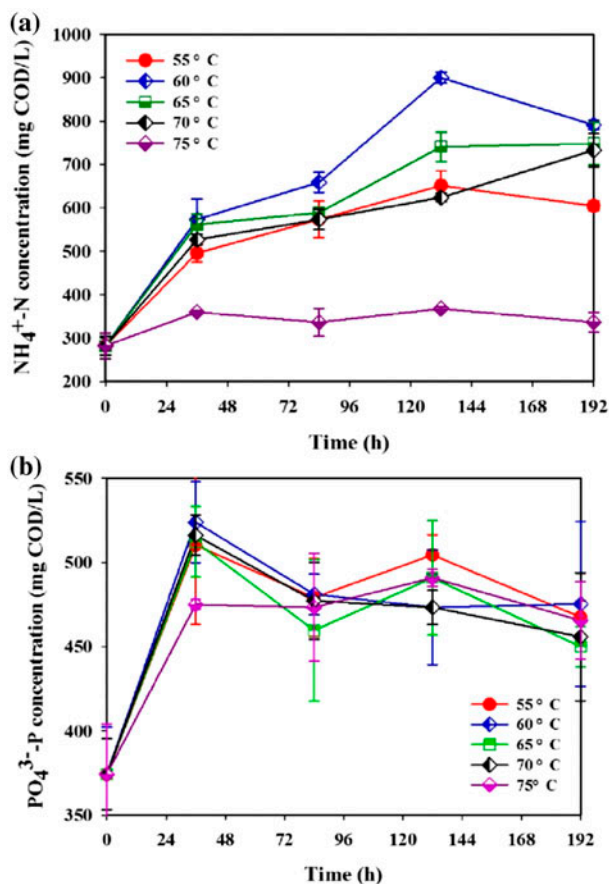 (a)
NH4+-N concentration (mg COD/L)
1000
900
800
700
600
500
400
300
200
55° C
60° C
65° C
70° C
75° C
0 24 48 72 96 120 144 168 192
Time (h)
(b)
PO4 3--P concentration (mg COD/L)
550
500
450
400
350
55° C
60° C
65° C
70° C
75° C
0 24 48 72 96 120 144 168 192
Time (h)